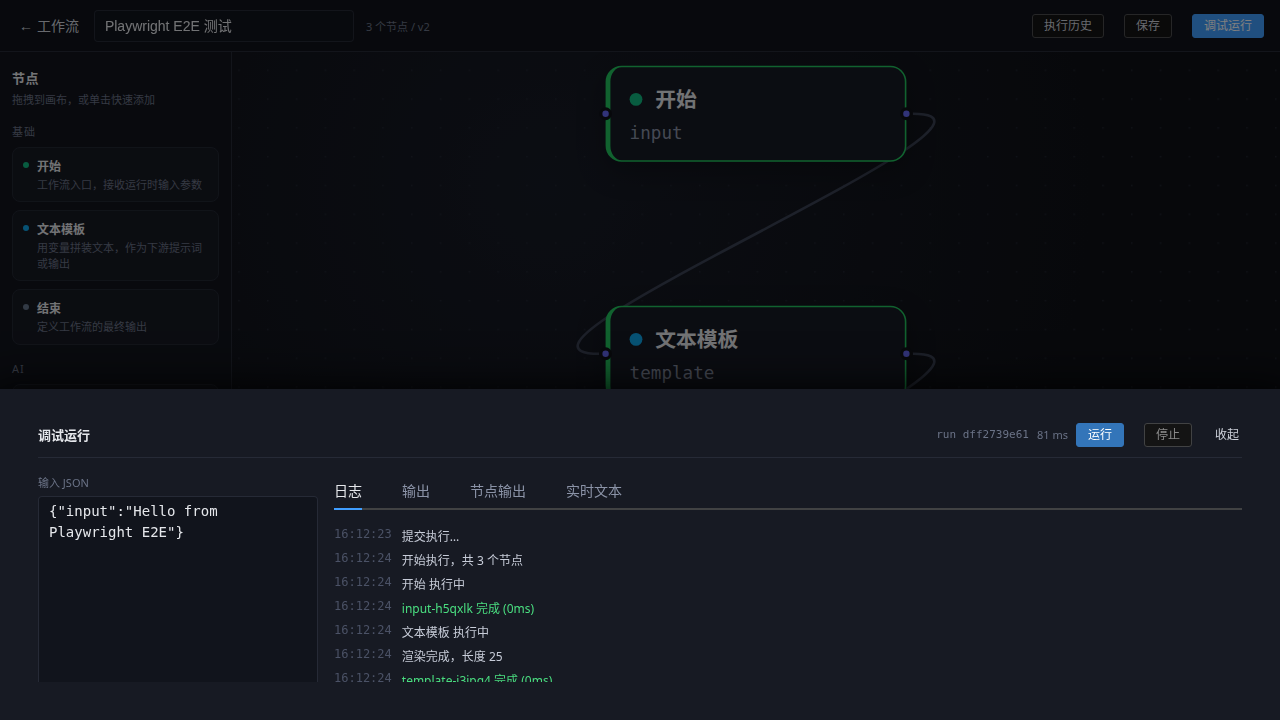 ← 工作流 Playwright E2E 测试 3 个节点 / v2 执行历史 保存 调试运行
节点
拖拽到画布，或单击快速添加
基础
开始
工作流入口，接收运行时输入参数
文本模板
用变量拼装文本，作为下游提示词
或输出
结束
定义工作流的最终输出
AI
开始
input
文本模板
template
调试运行 run dff2739e61 81 ms 运行 停止 收起
输入 JSON
{"input":"Hello from
Playwright E2E"}
日志 输出 节点输出 实时文本
16:12:23 提交执行...
16:12:24 开始执行，共 3 个节点
16:12:24 开始 执行中
16:12:24 input-h5qxlk 完成 (0ms)
16:12:24 文本模板 执行中
16:12:24 渲染完成，长度 25
16:12:24 完成 (0ms)